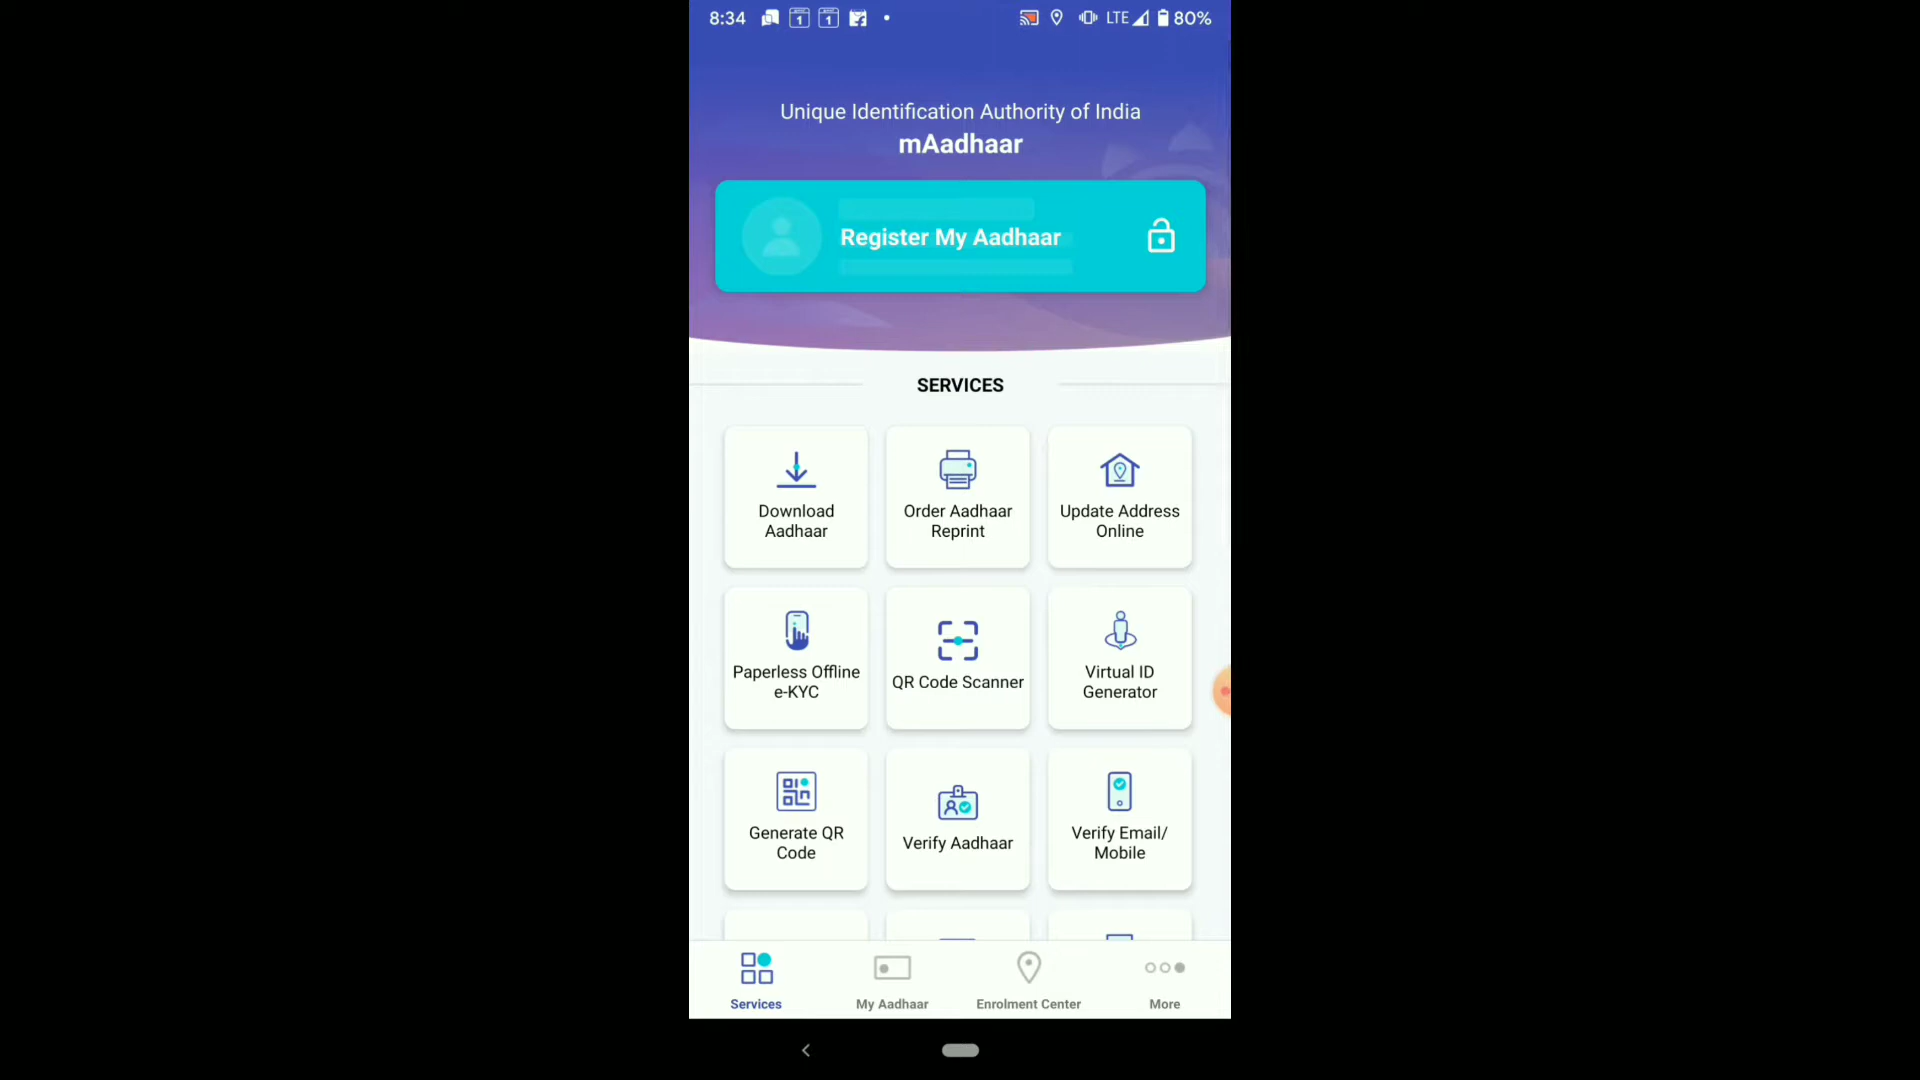 8:34
1
1
LTE
80%
Unique Identification Authority of India
mAadhaar
Register My Aadhaar
SERVICES
Download
Aadhaar
Order Aadhaar
Reprint
Update Address
Online
Paperless Offline
e-KYC
QR Code Scanner
Virtual ID
Generator
Generate QR
Code
Verify Aadhaar
Verify Email/
Mobile
Services
My Aadhaar
Enrolment Center
More